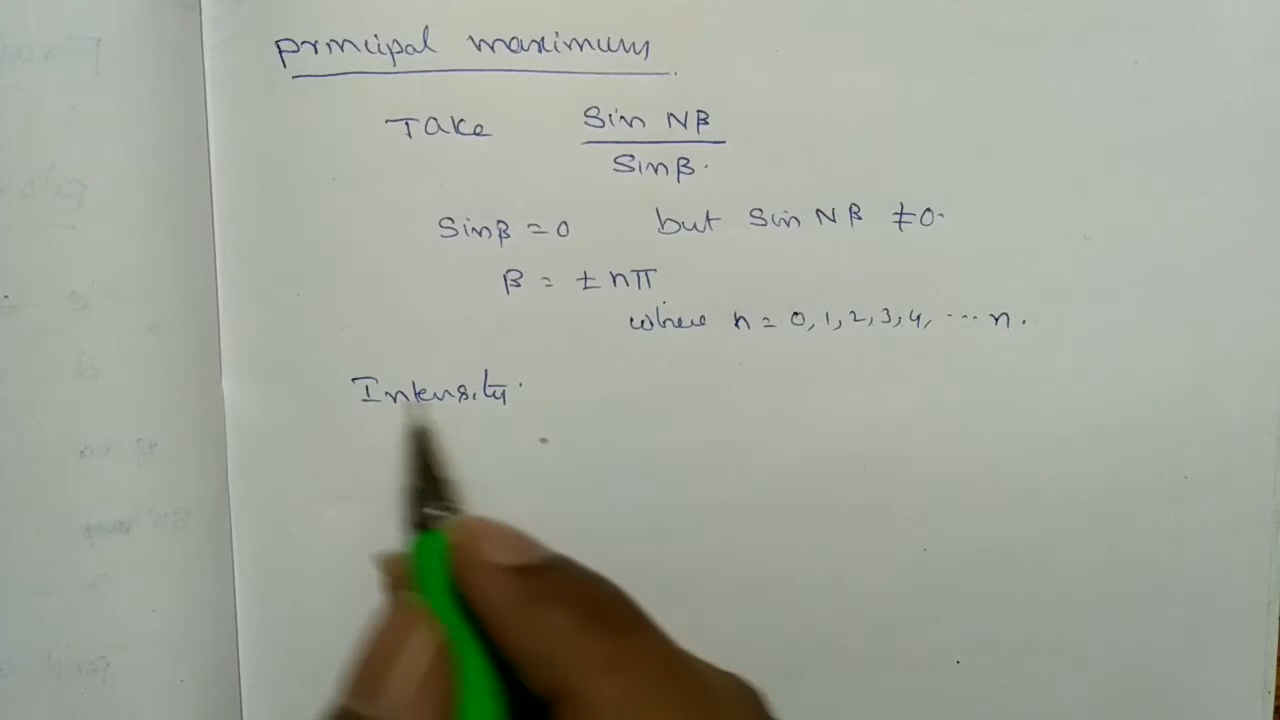 principal maximum
Take Sin Nβ / Sinβ.
Sinβ = 0 but Sin Nβ ≠ 0.
β = ± nπ
where n = 0, 1, 2, 3, 4, .... n.
Intensity.